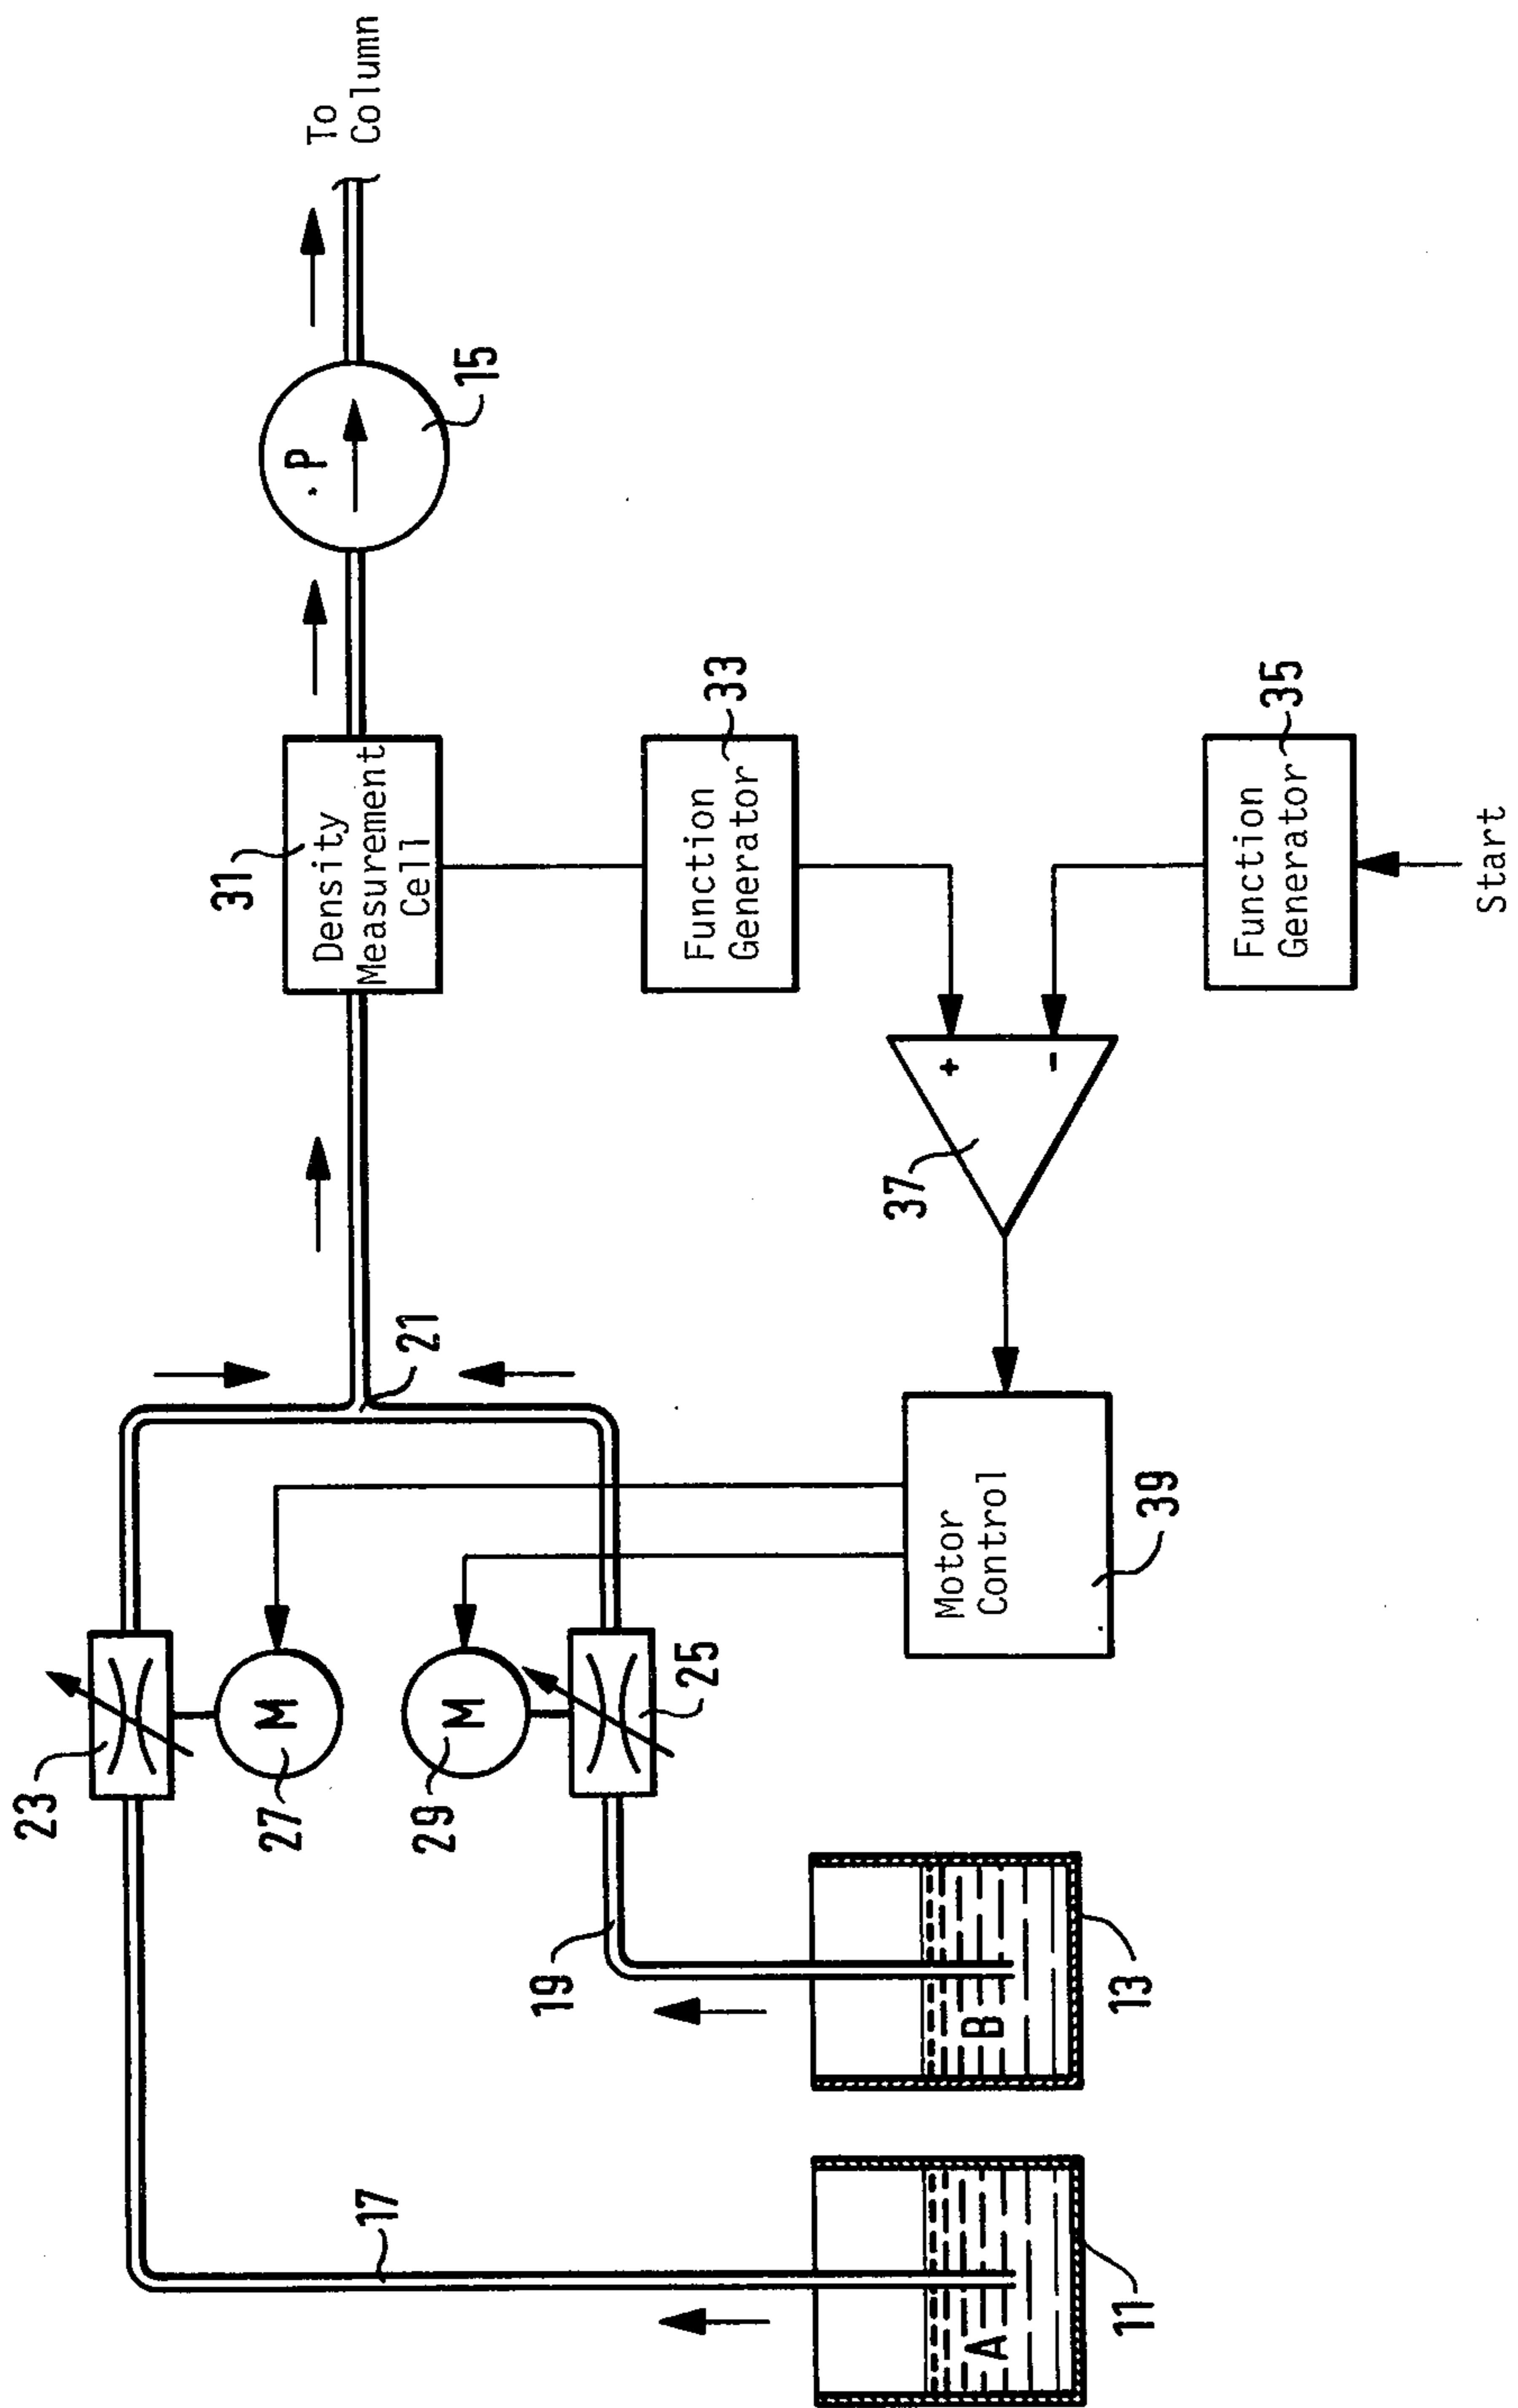 23
27
M
29
M
25
17
19
21
A
11
B
13
31
Density
Measurement
Cell
. P
15
To
Column
Function
Generator
33
Function
Generator
35
Start
+
-
37
Motor
Control
39